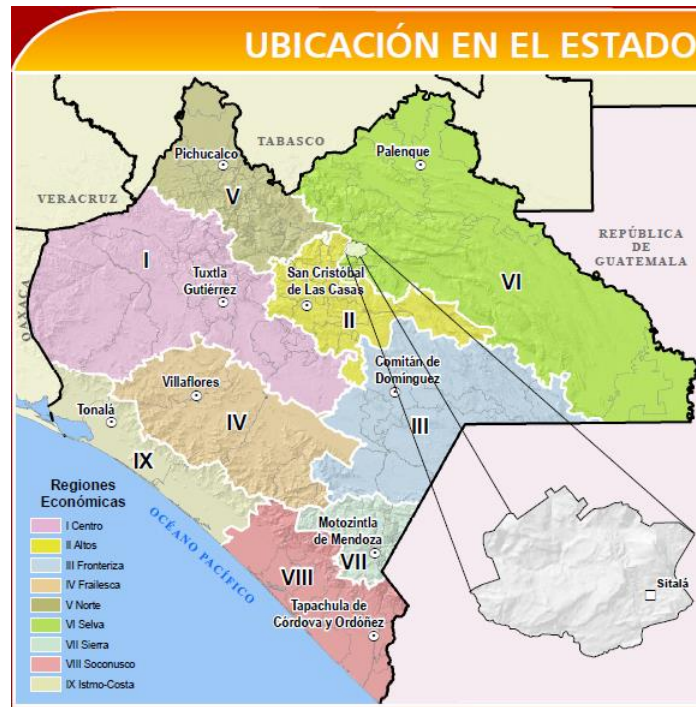 UBICACIÓN EN EL ESTADO
TABASCO
Pichucalco
Palenque
V
VERACRUZ
REPÚBLICA
DE
GUATEMALA
I
Tuxtla
Gutiérrez
San Cristóbal
de Las Casas
VI
II
OAXACA
Comitán de
Domínguez
Villaflores
Tonalá
IV
III
IX
Regiones
Económicas
I Centro
II Altos
III Fronteriza
IV Frailesca
V Norte
VI Selva
VII Sierra
VIII Soconusco
IX Istmo-Costa
OCÉANO PACÍFICO
Motozintla
de Mendoza
VII
VIII
Tapachula de
Córdova y Ordóñez
Sitalá